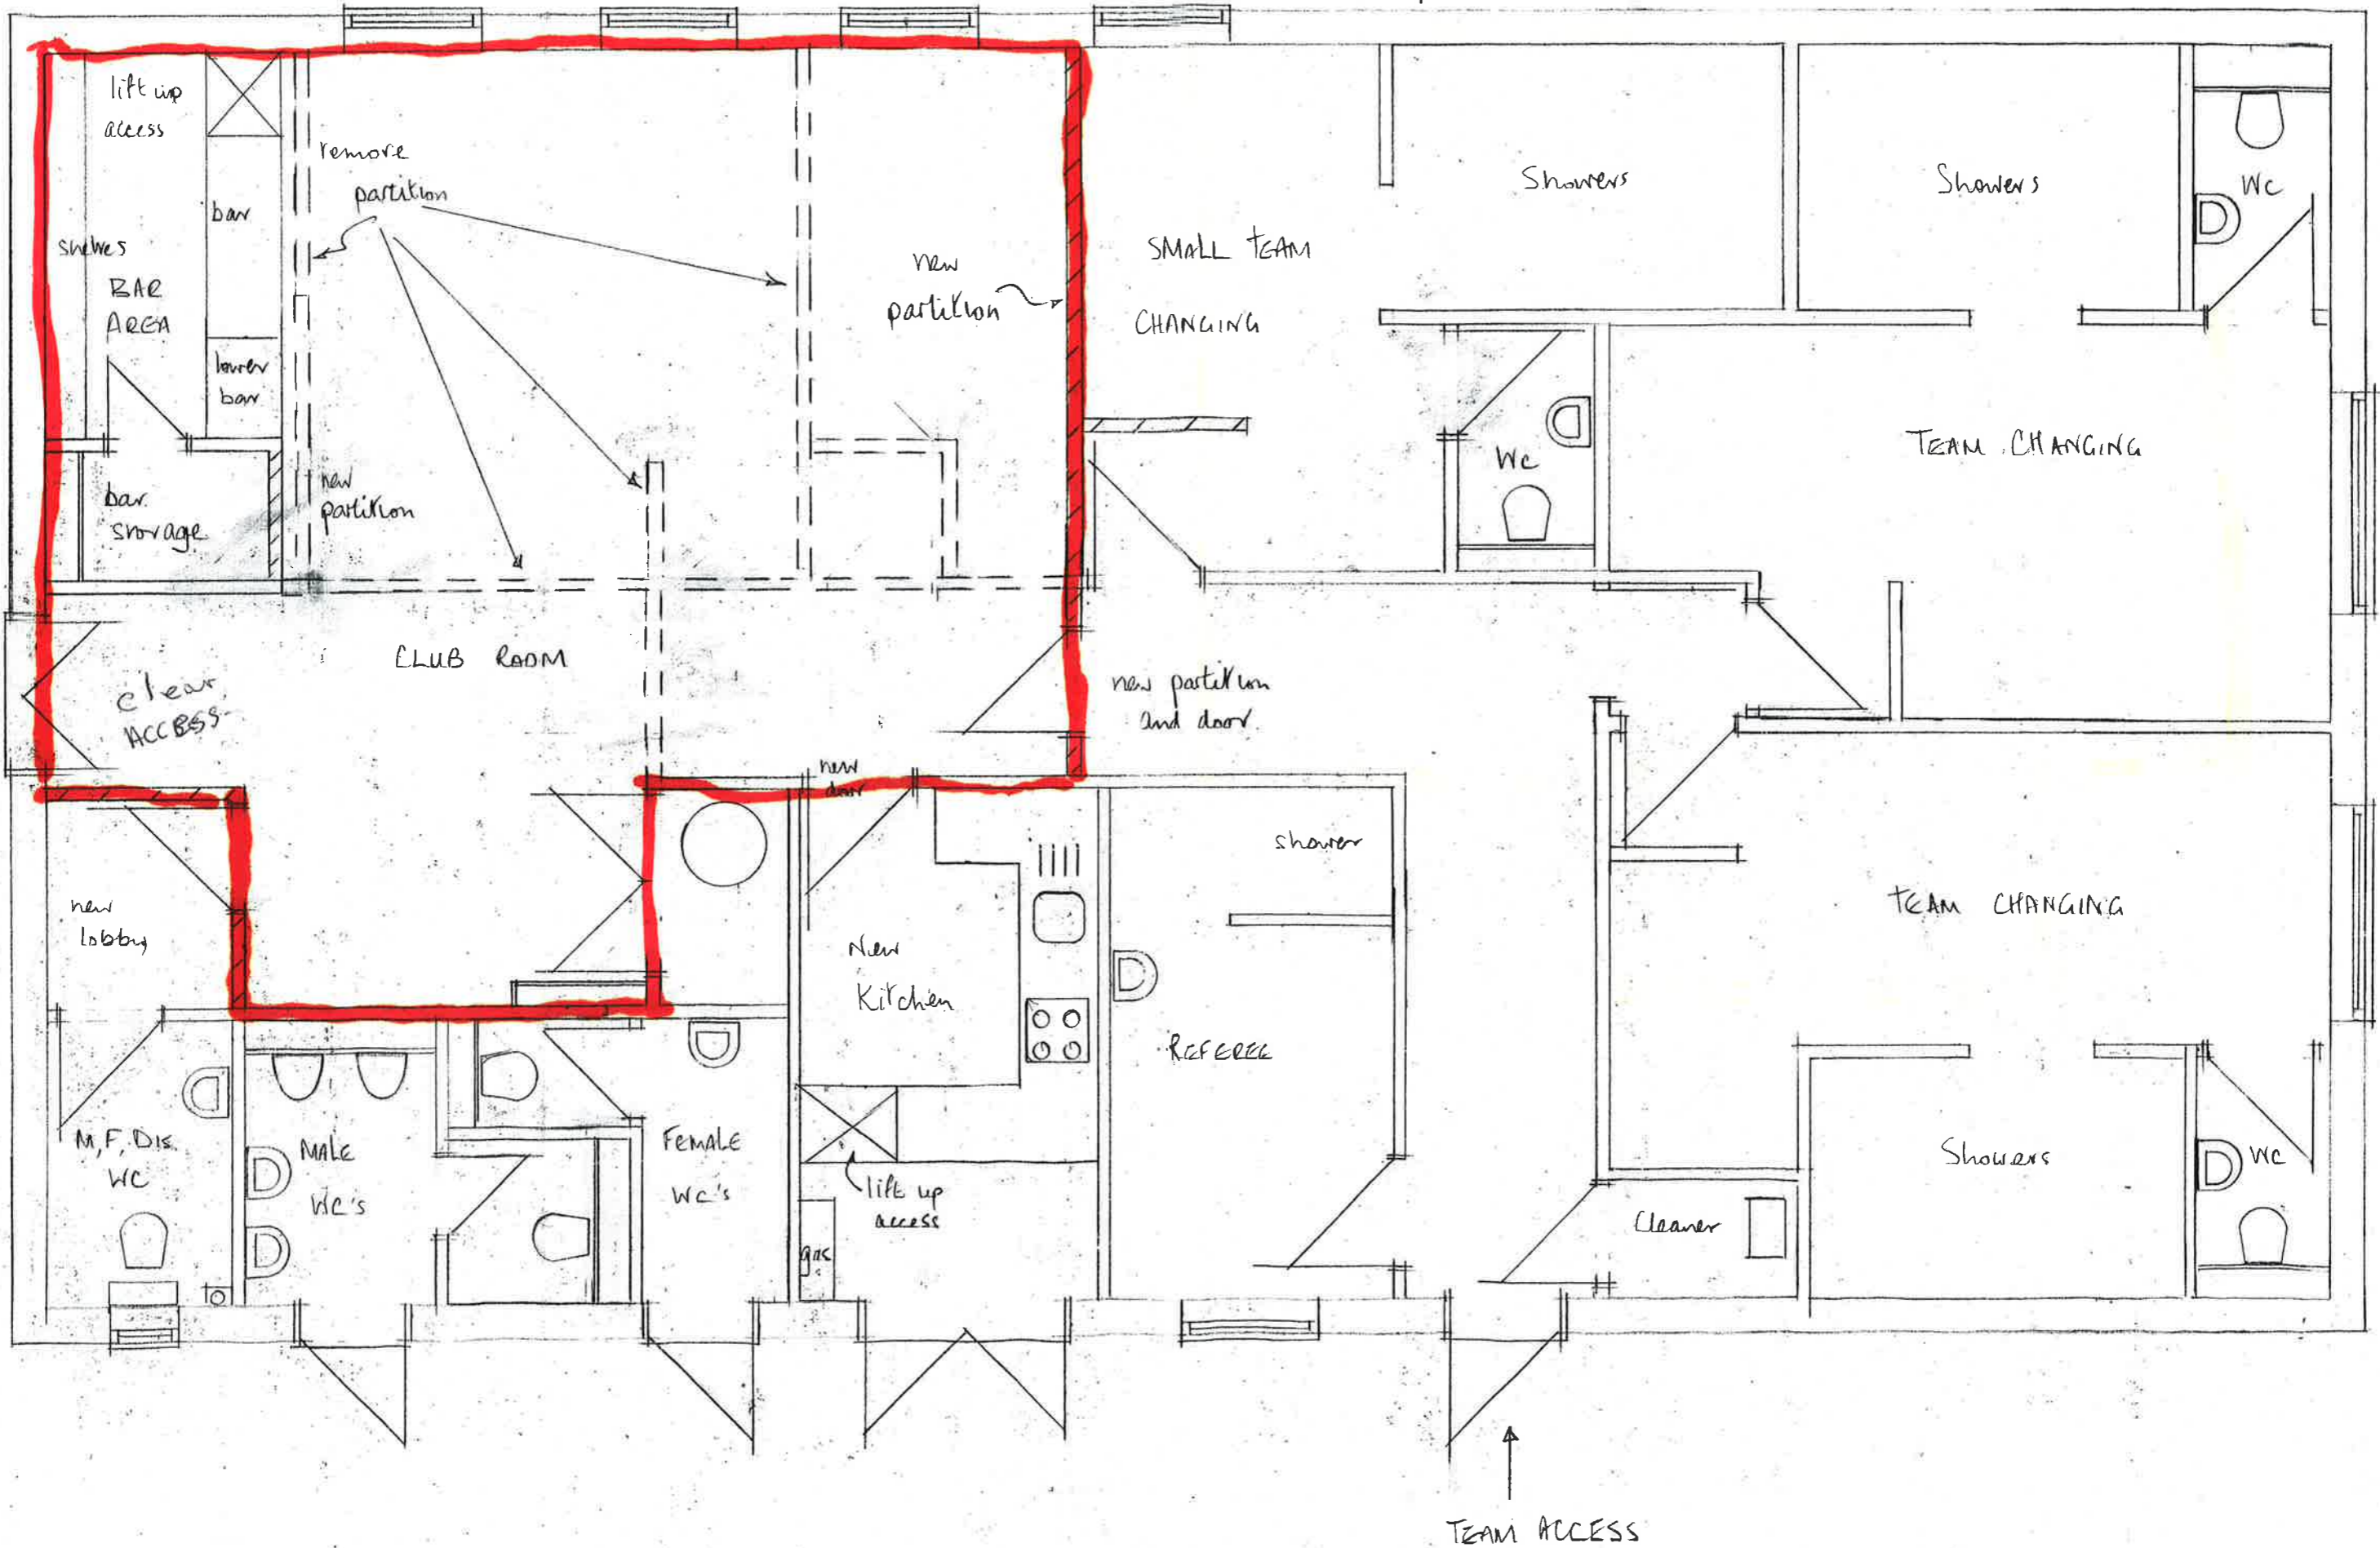 lift up
access
remove
partition
bar
shelves
BAR
AREA
lower
bar
new
partition
bar
storage
new
partition
CLUB ROOM
clear
ACCESS
SMALL TEAM
CHANGING
Showers
Showers
WC
WC
TEAM CHANGING
new partition
and door.
new
door
new
lobby
New
Kitchen
shower
REFEREE
TEAM CHANGING
M, F, DIS
WC
MALE
WC's
FEMALE
WC's
lift up
access
gas
Cleaner
Showers
WC
TEAM ACCESS